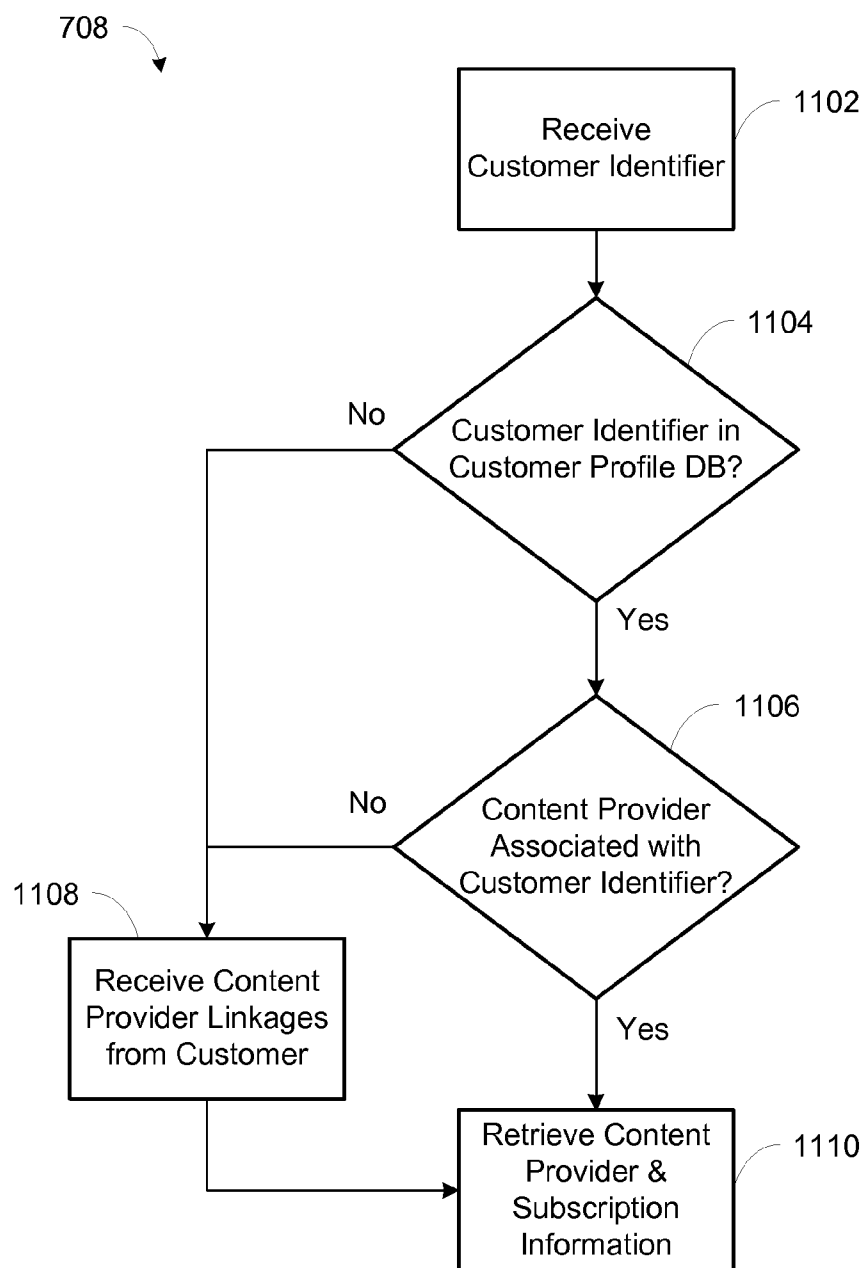 708
1102
Receive
Customer Identifier
1104
No
Customer Identifier in
Customer Profile DB?
Yes
1106
No
Content Provider
Associated with
Customer Identifier?
1108
Receive Content
Provider Linkages
from Customer
Yes
Retrieve Content
Provider &
Subscription
Information
1110